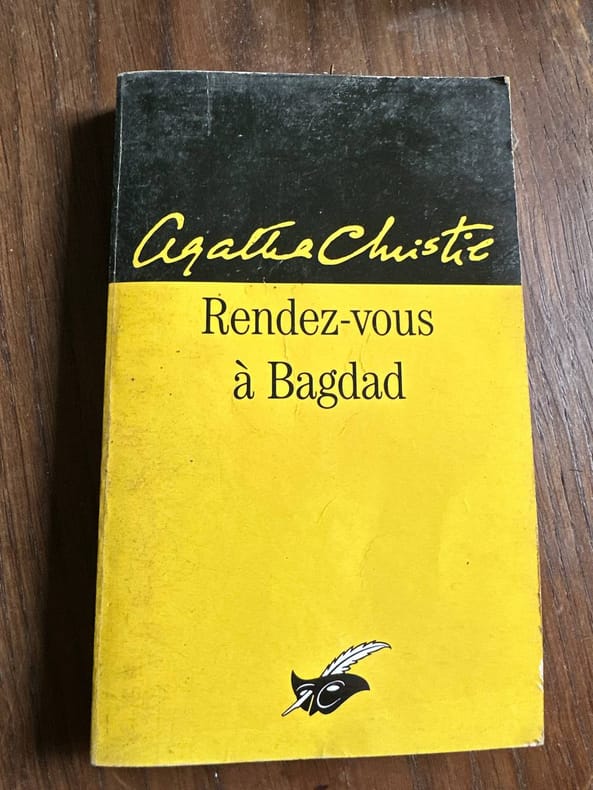 Agatha Christie
Rendez-vous
à Bagdad